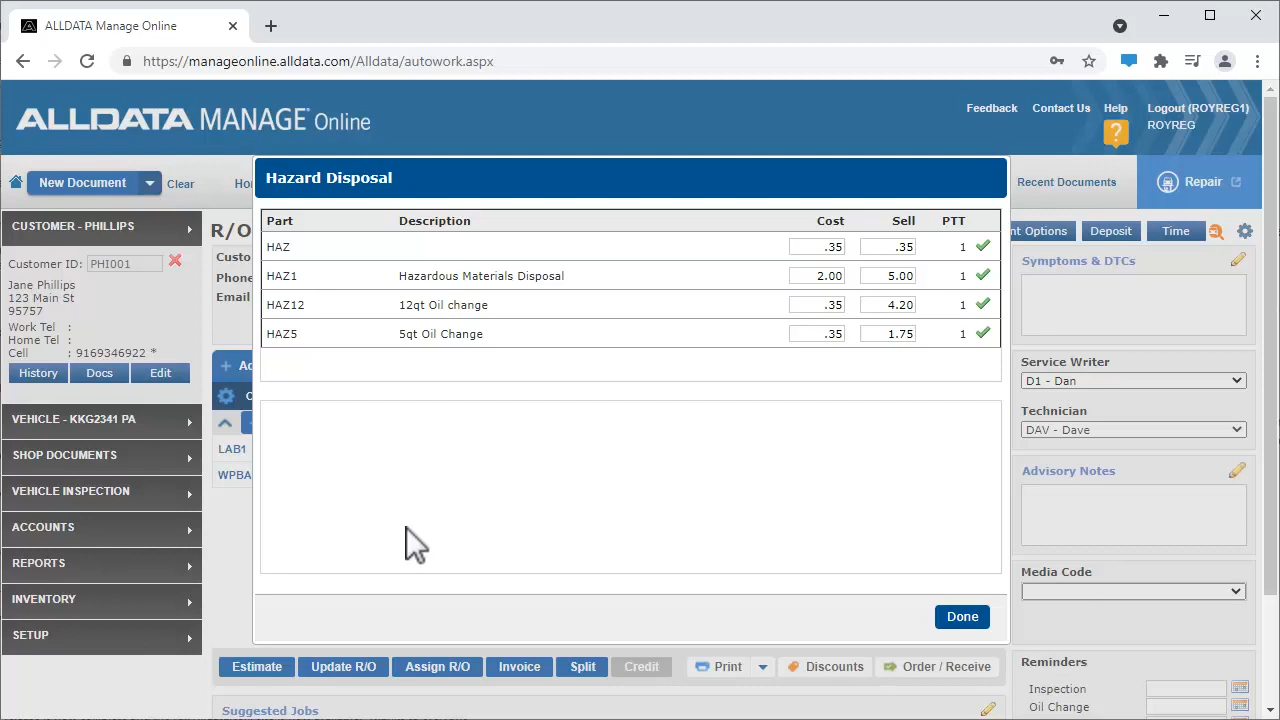 ALLDATA Manage Online
https://manageonline.alldata.com/Alldata/autowork.aspx
ALLDATA MANAGE Online
Feedback
Contact Us
Help
?
Logout (ROYREG1)
ROYREG
New Document
Clear
Recent Documents
Repair
Hazard Disposal
Part Description Cost Sell PTT
HAZ .35 .35 1
HAZ1 Hazardous Materials Disposal 2.00 5.00 1
HAZ12 12qt Oil change .35 4.20 1
HAZ5 5qt Oil Change .35 1.75 1
Done
CUSTOMER - PHILLIPS
Customer ID: PHI001
Jane Phillips
123 Main St
95757
Work Tel :
Home Tel :
Cell : 9169346922 *
History Docs Edit
VEHICLE - KKG2341 PA
SHOP DOCUMENTS
VEHICLE INSPECTION
ACCOUNTS
REPORTS
INVENTORY
SETUP
R/O
Custo
Phone
Email
LAB1
WPBA
Estimate Update R/O Assign R/O Invoice Split Credit Print Discounts Order / Receive
Suggested Jobs
nt Options Deposit Time
Symptoms & DTCs
Service Writer
D1 - Dan
Technician
DAV - Dave
Advisory Notes
Media Code
Reminders
Inspection
Oil Change